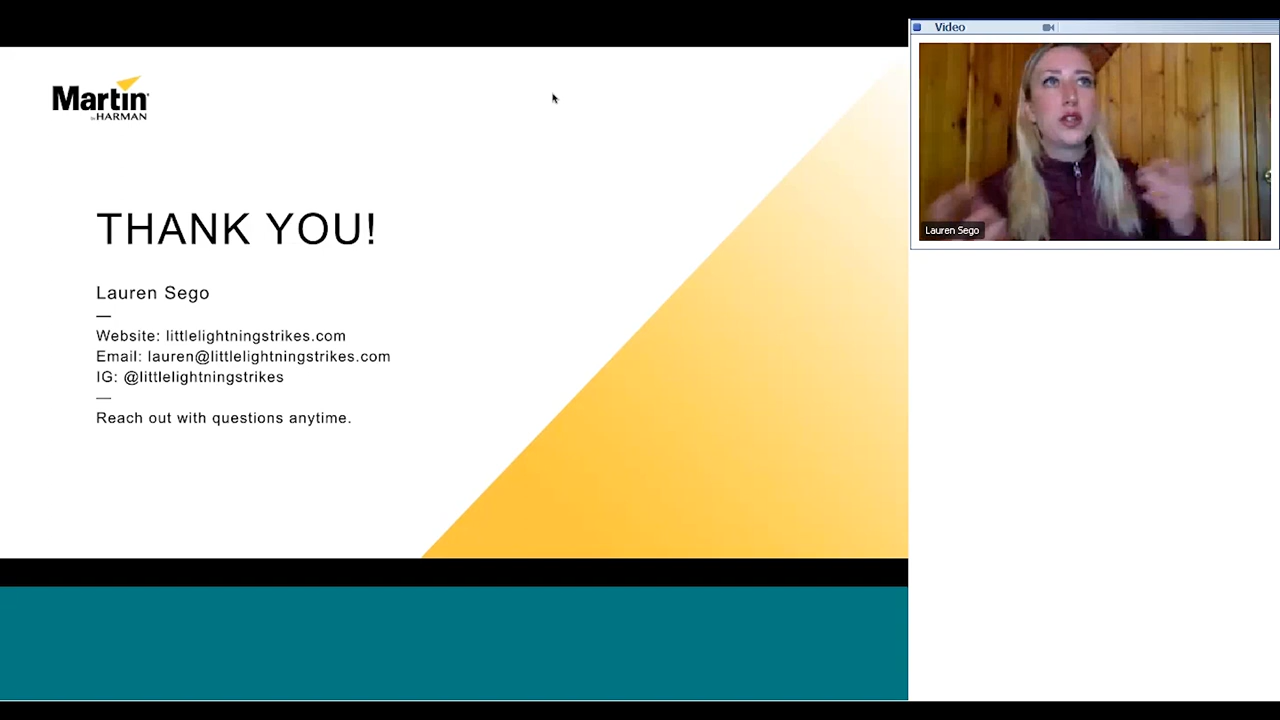 Video
Martin
by HARMAN
THANK YOU!
Lauren Sego
—
Website: littlelightningstrikes.com
Email: lauren@littlelightningstrikes.com
IG: @littlelightningstrikes
—
Reach out with questions anytime.
Lauren Sego